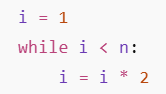 i = 1
while i < n:
    i = i * 2